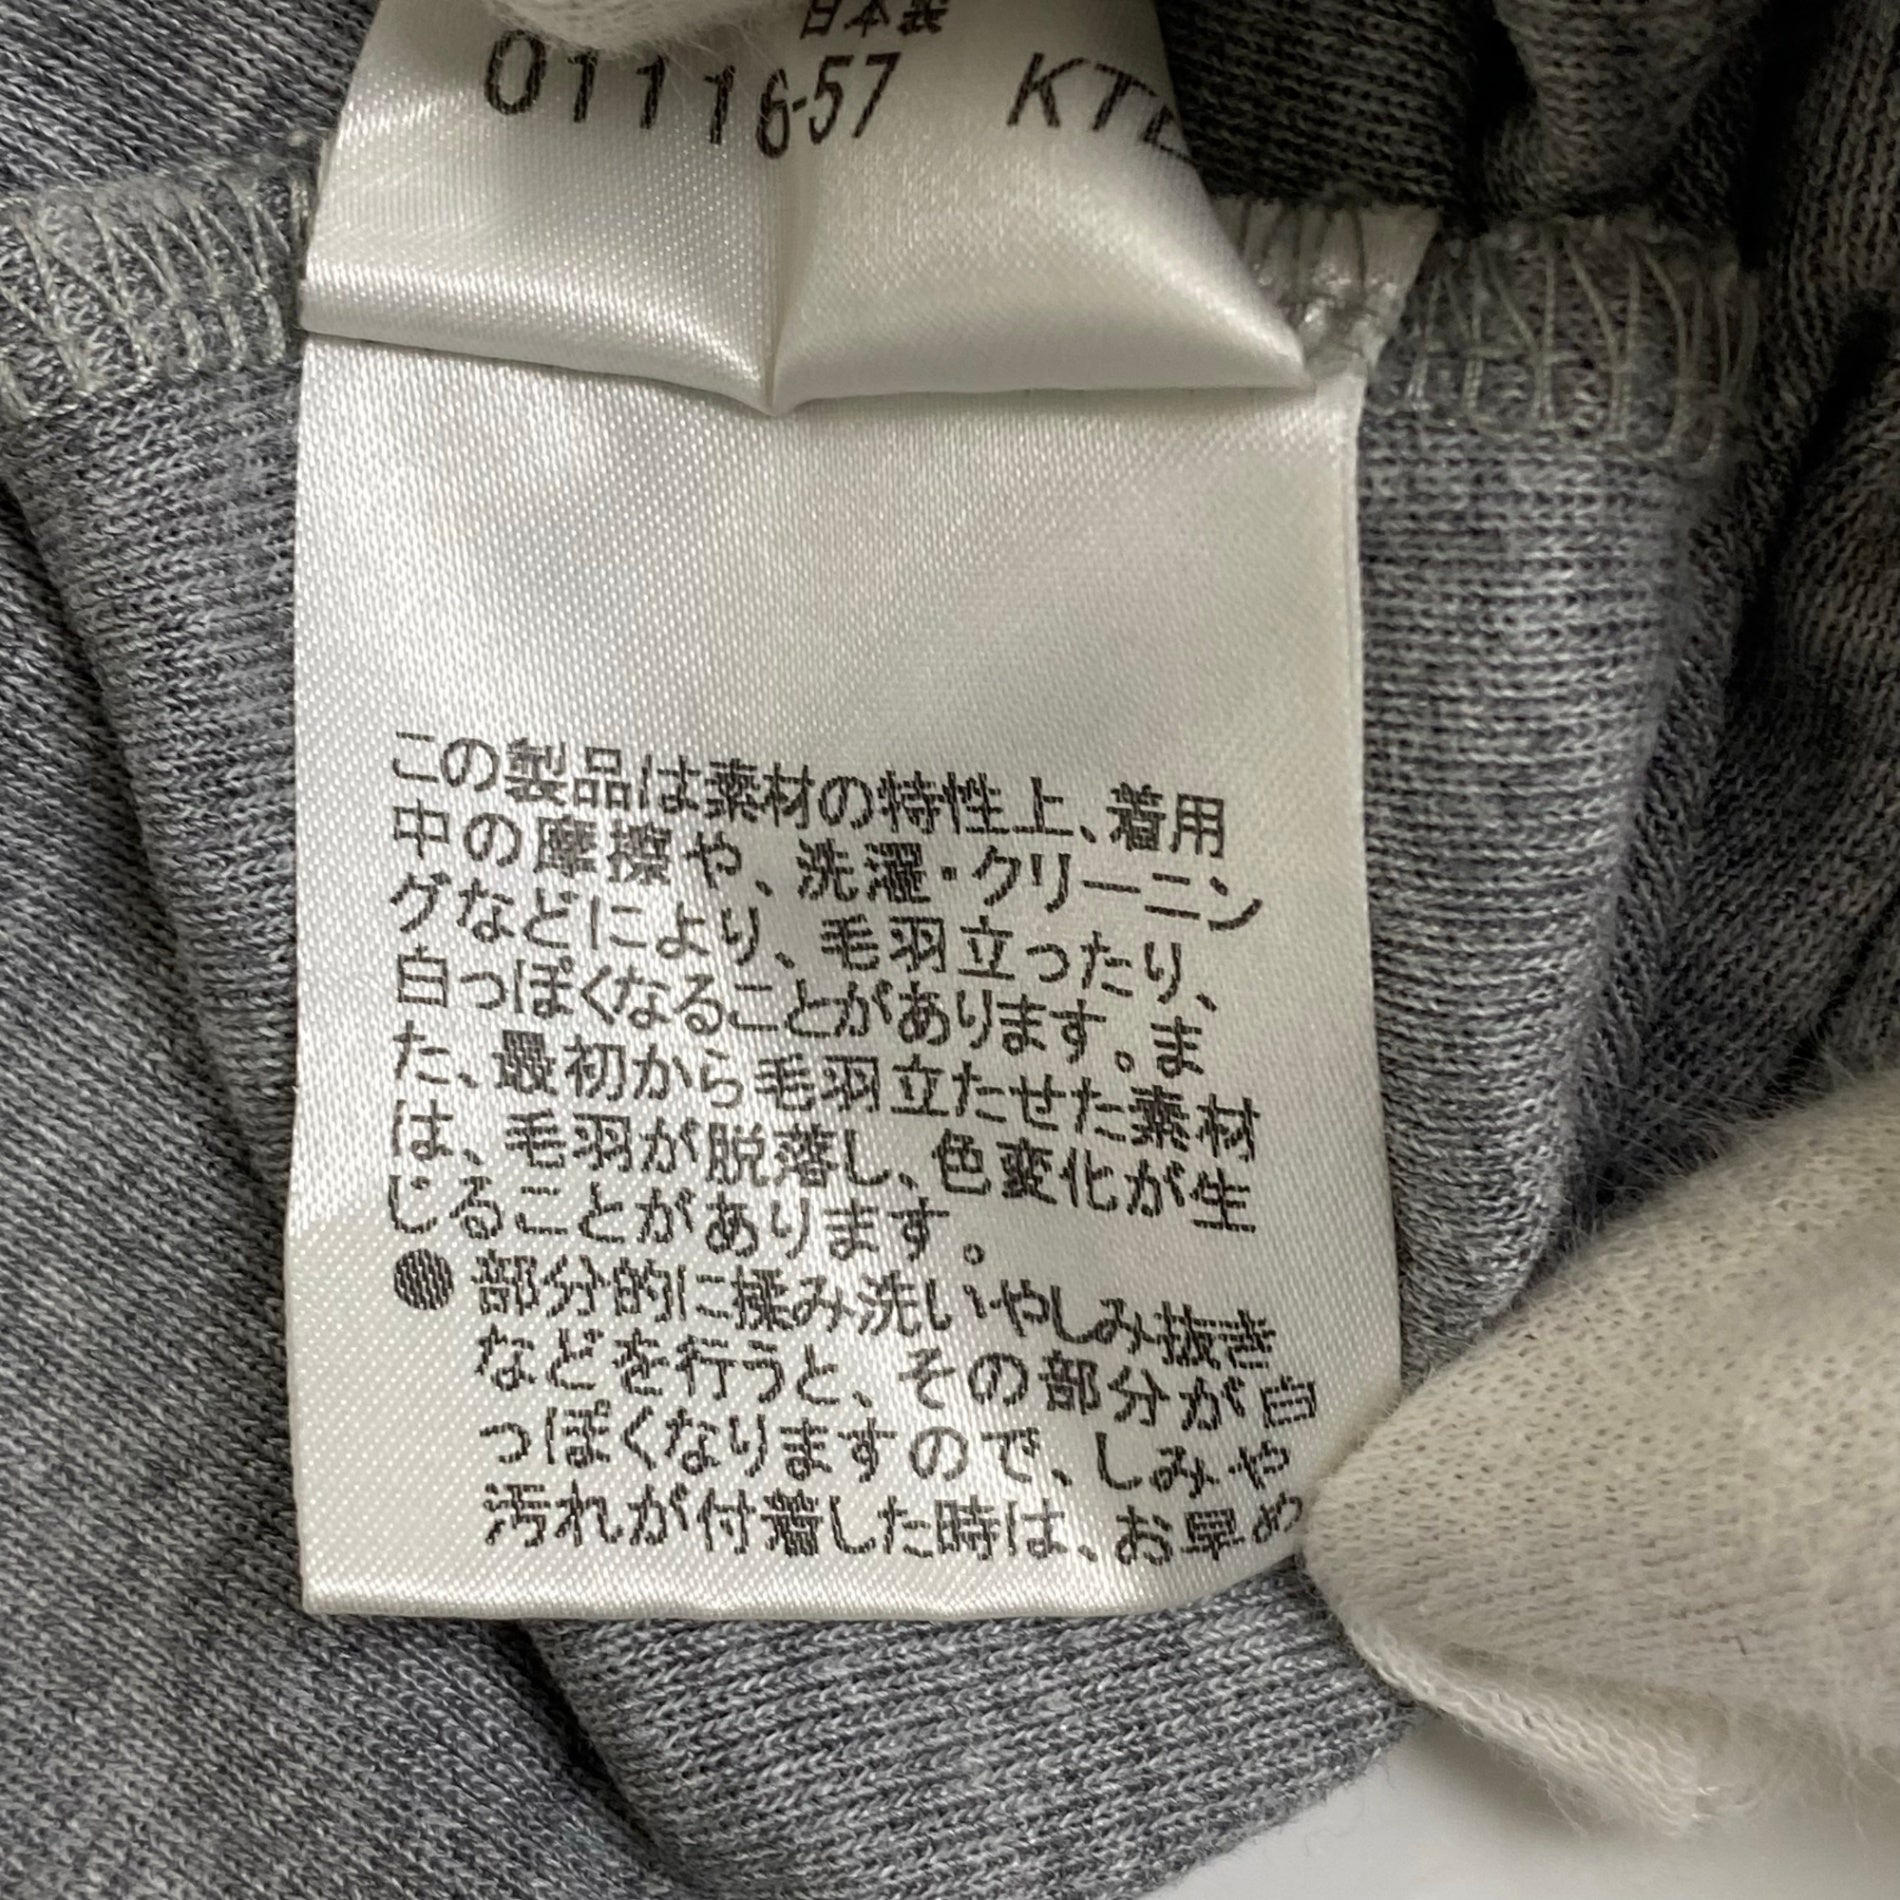 日本製
01116-57 KTL
この製品は素材の特性上、着用
中の摩擦や、洗濯・クリーニン
グなどにより、毛羽立ったり、
白っぽくなることがあります。ま
た、最初から毛羽立たせた素材
は、毛羽が脱落し、色変化が生
じることがあります。
●部分的に揉み洗いやしみ抜き
などを行うと、その部分が白
っぽくなりますので、しみや
汚れが付着した時は、お早め